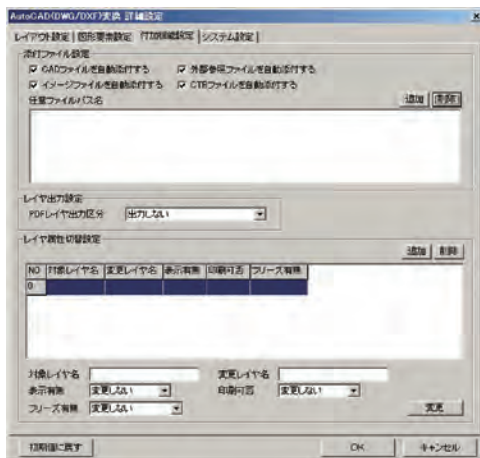 AutoCAD(DWG/DXF)変換 詳細設定
レイアウト設定 | 図形要素設定 | 付加機能設定 | システム設定
添付ファイル設定
CADファイルを自動添付する 外部参照ファイルを自動添付する
イメージファイルを自動添付する CTBファイルを自動添付する
任意ファイルパス名 追加 削除
レイヤ出力設定
PDFレイヤ出力区分 出力しない
レイヤ属性切替設定
追加 削除
NO 対象レイヤ名 変更レイヤ名 表示有無 印刷可否 フリーズ有無
0
対象レイヤ名 変更レイヤ名
表示有無 変更しない 印刷可否 変更しない
フリーズ有無 変更しない 変更
初期値に戻す OK キャンセル